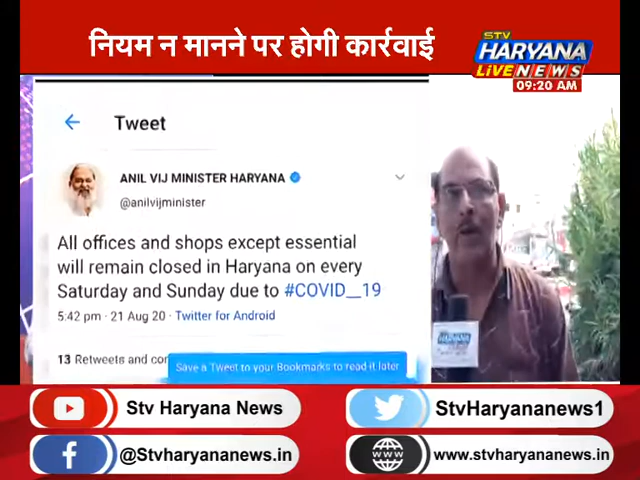 नियम न मानने पर होगी कार्रवाई
STV
HARYANA
LIVE NEWS
09:20 AM
Tweet
ANIL VIJ MINISTER HARYANA
@anilvijminister
All offices and shops except essential
will remain closed in Haryana on every
Saturday and Sunday due to #COVID__19
5:42 pm · 21 Aug 20 · Twitter for Android
13 Retweets and com
Save a Tweet to your Bookmarks to read it later
HARYANA
Stv Haryana News
StvHaryananews1
@Stvharyananews.in
www.stvharyananews.in